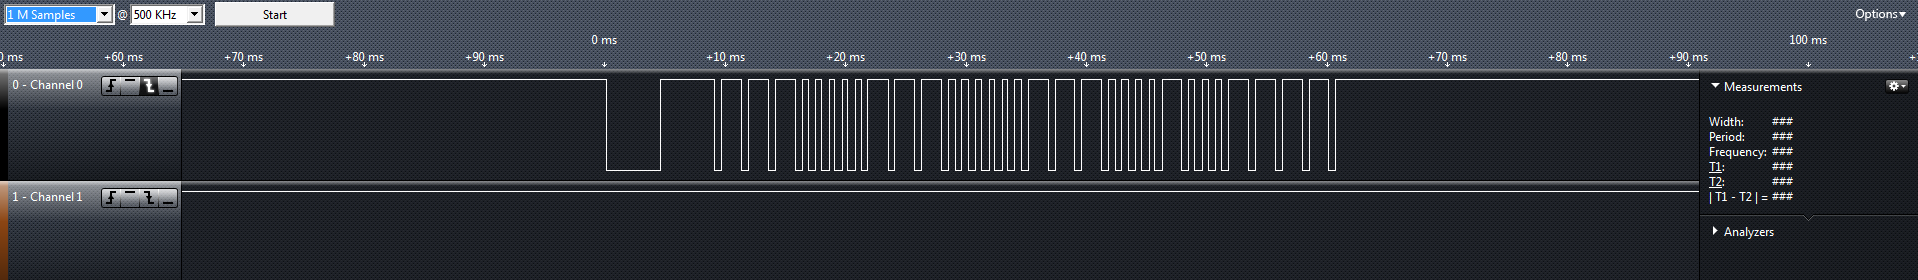 1 M Samples @ 500 KHz Start Options
0 ms 100 ms
0 ms +60 ms +70 ms +80 ms +90 ms +10 ms +20 ms +30 ms +40 ms +50 ms +60 ms +70 ms +80 ms +90 ms
0 - Channel 0
Measurements
Width: ###
Period: ###
Frequency: ###
T1: ###
T2: ###
| T1 - T2 | = ###
1 - Channel 1
Analyzers